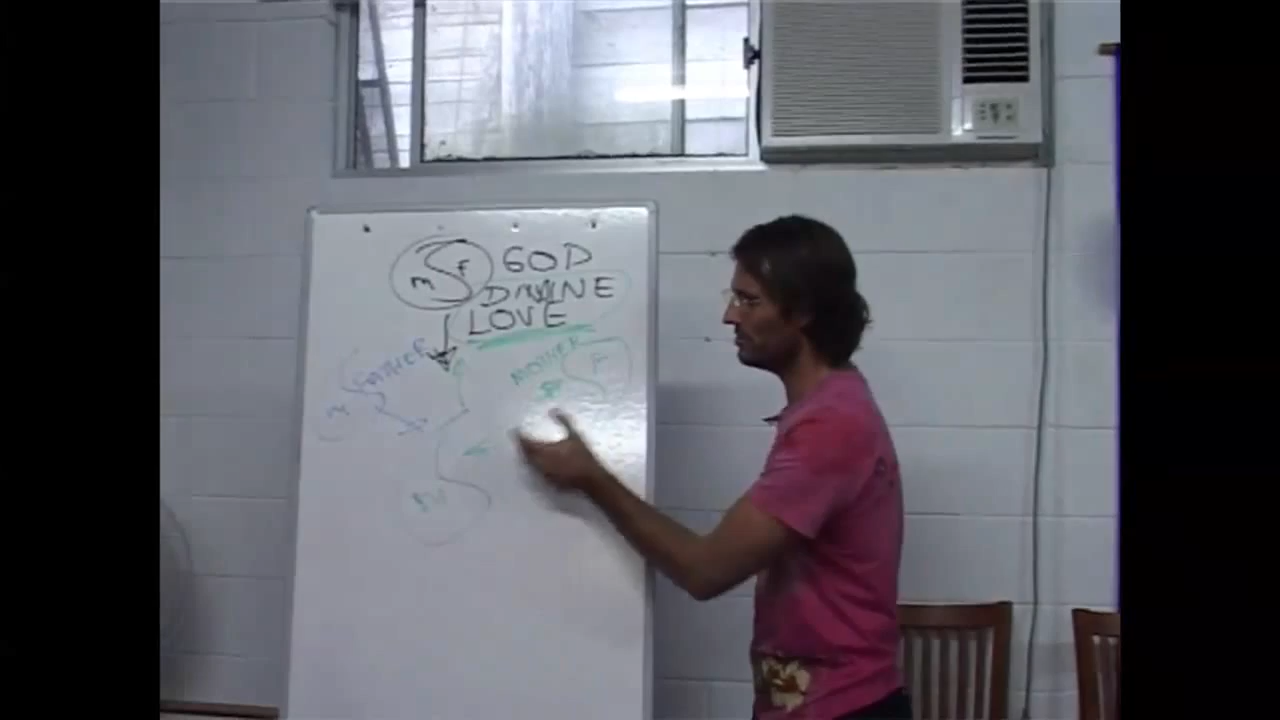 m F GOD
DIVINE
LOVE
FATHER
MOTHER
F
m
M